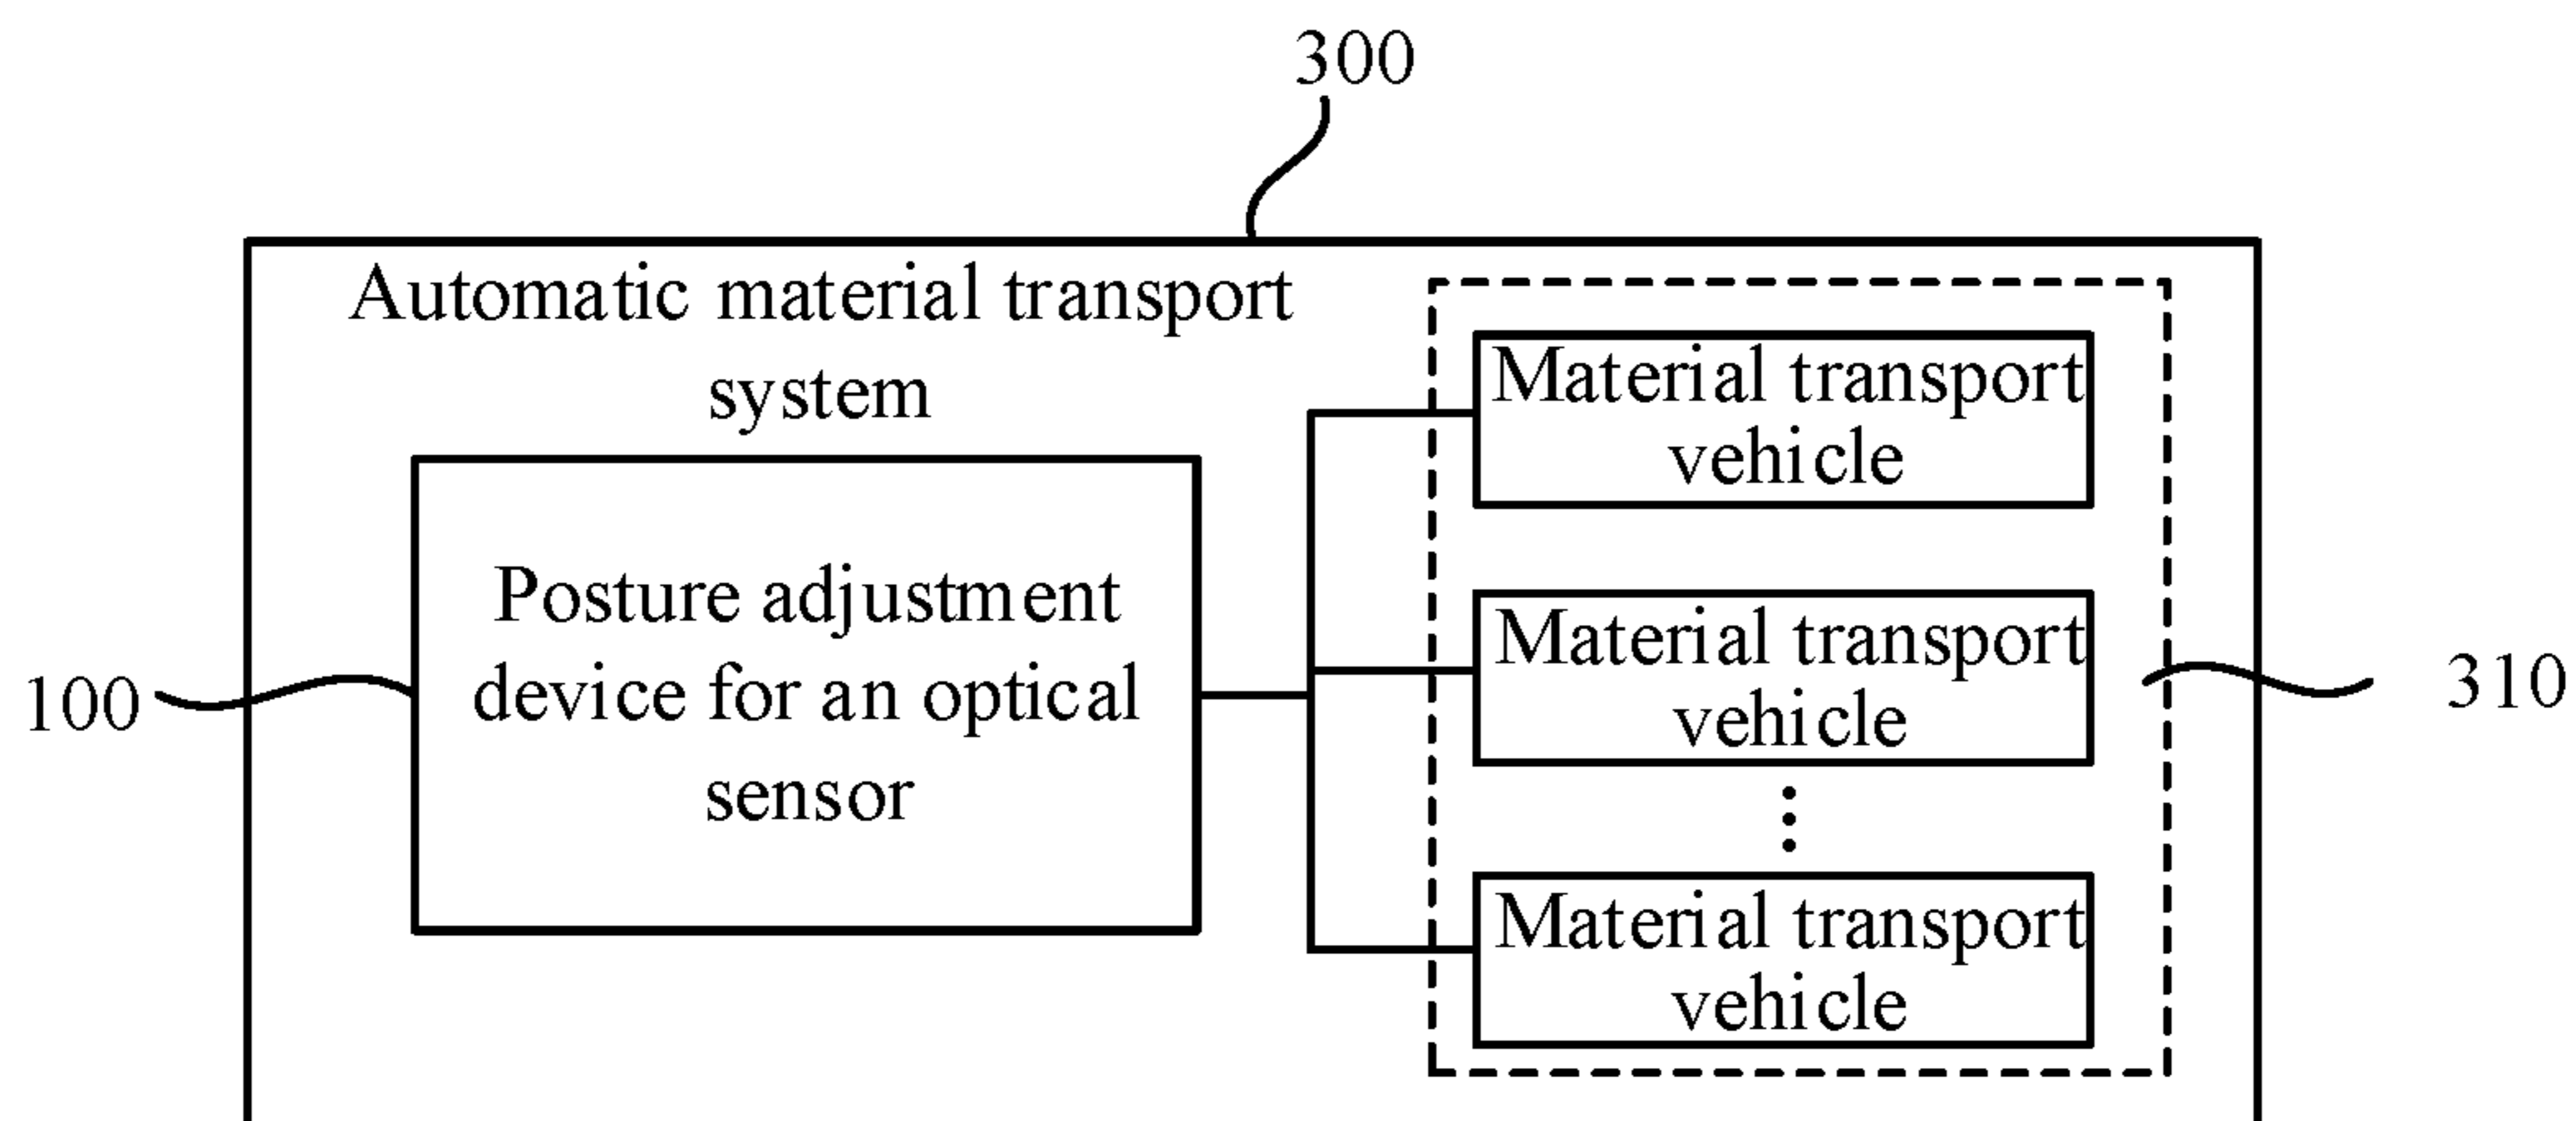 300
Automatic material transport
system
Material transport
vehicle
Posture adjustment
device for an optical
sensor
100
Material transport
vehicle
310
Material transport
vehicle